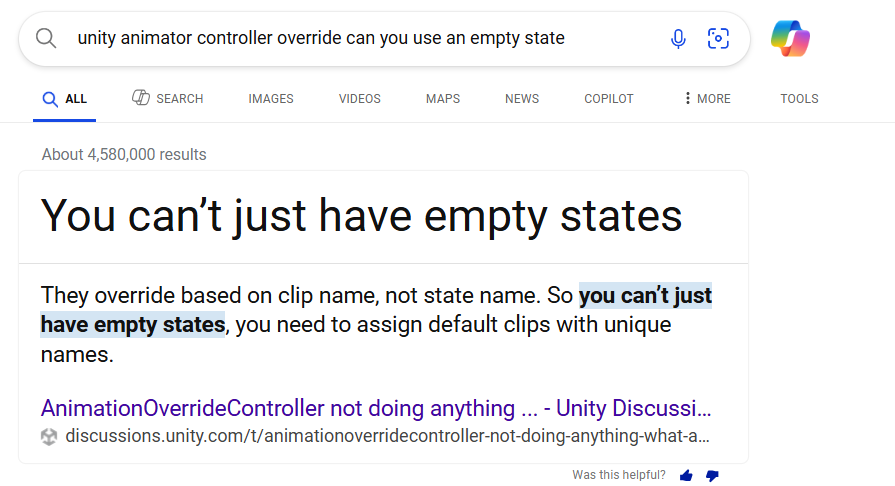 unity animator controller override can you use an empty state
ALL SEARCH IMAGES VIDEOS MAPS NEWS COPILOT MORE TOOLS
About 4,580,000 results
You can’t just have empty states
They override based on clip name, not state name. So you can’t just
have empty states, you need to assign default clips with unique
names.
AnimationOverrideController not doing anything ... - Unity Discussi...
discussions.unity.com/t/animationoverridecontroller-not-doing-anything-what-a...
Was this helpful?